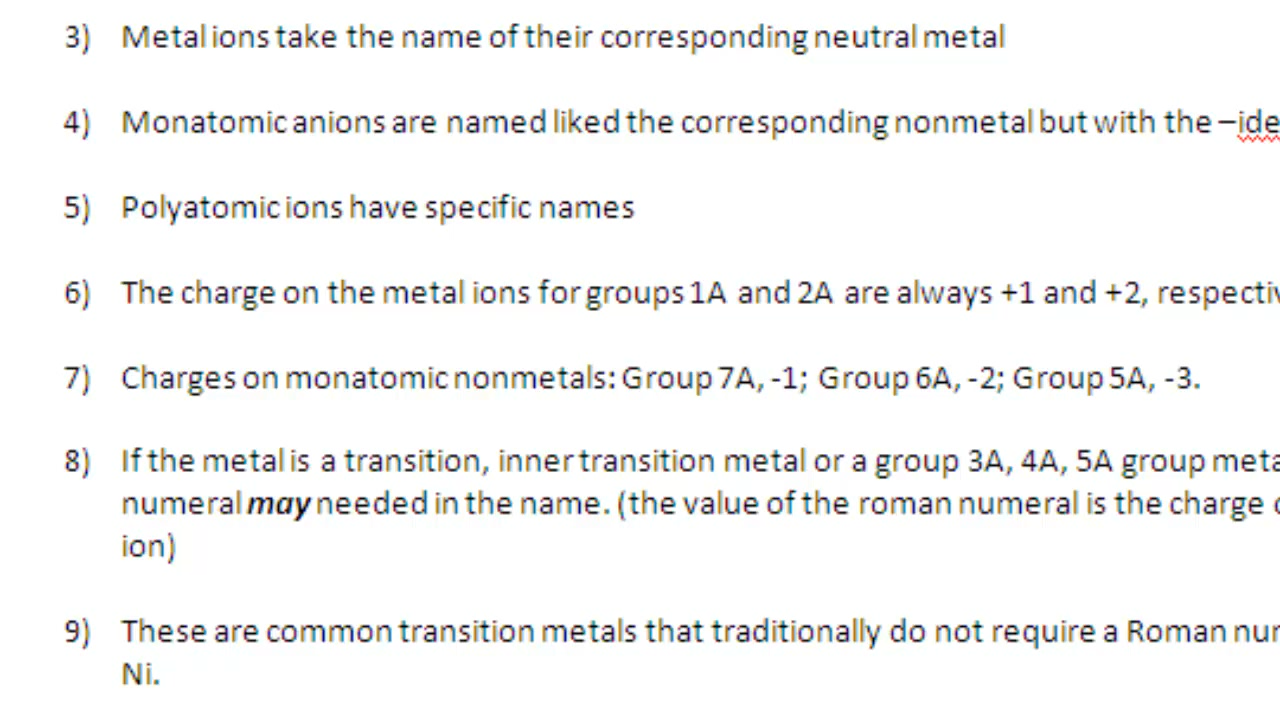 3) Metal ions take the name of their corresponding neutral metal
4) Monatomic anions are named liked the corresponding nonmetal but with the –ide
5) Polyatomic ions have specific names
6) The charge on the metal ions for groups 1A and 2A are always +1 and +2,
7) Charges on monatomic nonmetals: Group 7A, -1; Group 6A, -2; Group 5A, -3.
8) If the metal is a transition, inner transition metal or a group 3A, 4A, 5A group
numeral may needed in the name. (the value of the roman numeral is the charge
ion)
9) These are common transition metals that traditionally do not require a Roman
Ni.